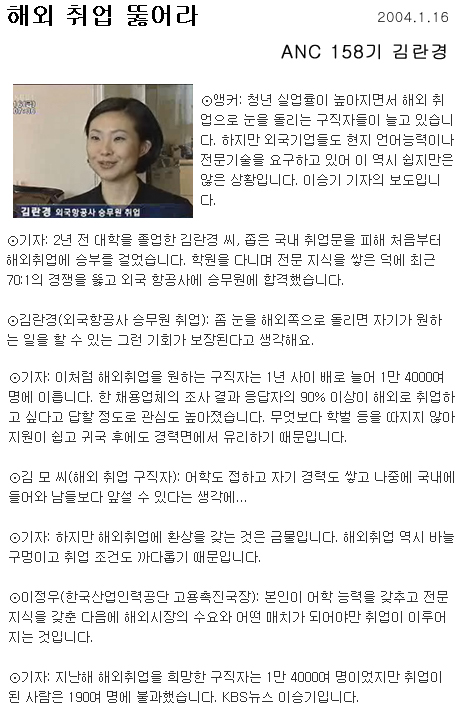 해외 취업 뚫어라
2004.1.16
ANC 158기 김란경
김란경 외국항공사 승무원 취업
⊙앵커: 청년 실업률이 높아지면서 해외 취
업으로 눈을 돌리는 구직자들이 늘고 있습니
다. 하지만 외국기업들도 현지 언어능력이나
전문기술을 요구하고 있어 이 역시 쉽지만은
않은 상황입니다. 이승기 기자의 보도입니
다.
⊙기자: 2년 전 대학을 졸업한 김란경 씨, 좁은 국내 취업문을 피해 처음부터
해외취업에 승부를 걸었습니다. 학원을 다니며 전문 지식을 쌓은 덕에 최근
70:1의 경쟁을 뚫고 외국 항공사에 승무원에 합격했습니다.
⊙김란경(외국항공사 승무원 취업): 좀 눈을 해외쪽으로 돌리면 자기가 원하
는 일을 할 수 있는 그런 기회가 보장된다고 생각해요.
⊙기자: 이처럼 해외취업을 원하는 구직자는 1년 사이 배로 늘어 1만 4000여
명에 이릅니다. 한 채용업체의 조사 결과 응답자의 90% 이상이 해외로 취업하
고 싶다고 답할 정도로 관심도 높아졌습니다. 무엇보다 학벌 등을 따지지 않아
지원이 쉽고 귀국 후에도 경력면에서 유리하기 때문입니다.
⊙김 모 씨(해외 취업 구직자): 어학도 접하고 자기 경력도 쌓고 나중에 국내에
들어와 남들보다 앞설 수 있다는 생각에...
⊙기자: 하지만 해외취업에 환상을 갖는 것은 금물입니다. 해외취업 역시 바늘
구멍이고 취업 조건도 까다롭기 때문입니다.
⊙이정우(한국산업인력공단 고용촉진국장): 본인이 어학 능력을 갖추고 전문
지식을 갖춘 다음에 해외시장의 수요와 어떤 매치가 되어야만 취업이 이루어
지는 것입니다.
⊙기자: 지난해 해외취업을 희망한 구직자는 1만 4000여 명이었지만 취업이
된 사람은 190여 명에 불과했습니다. KBS뉴스 이승기입니다.